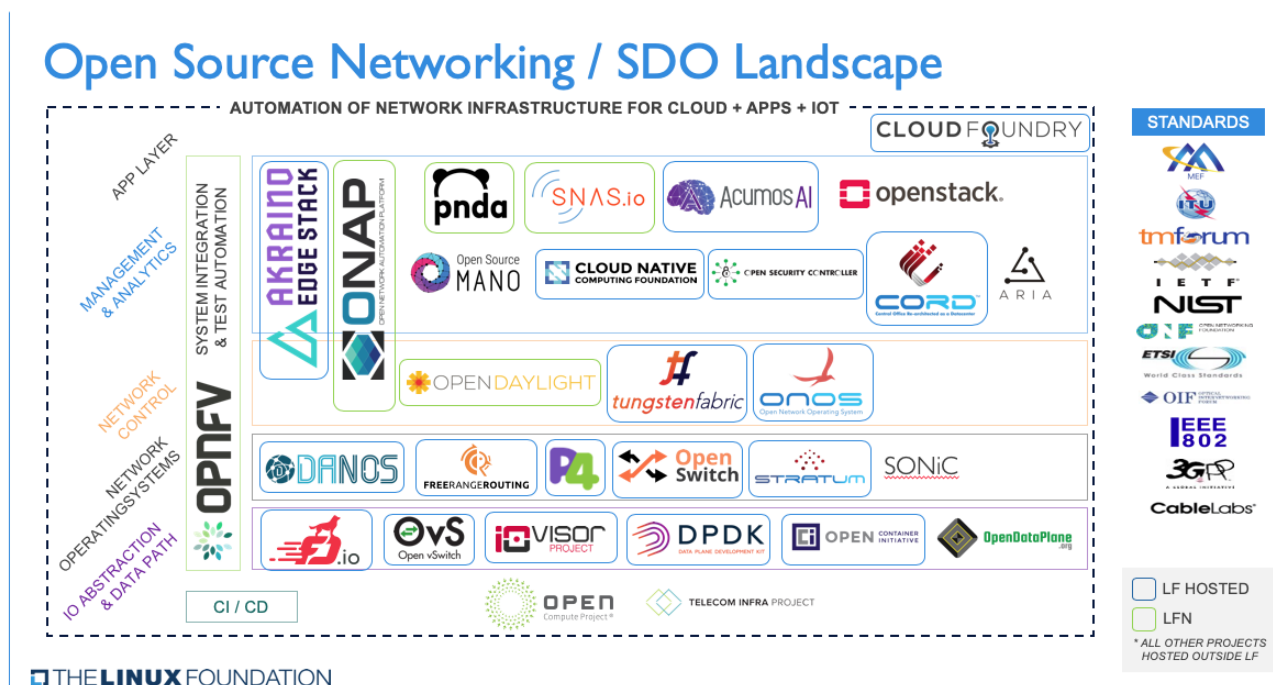 Open Source Networking / SDO Landscape
AUTOMATION OF NETWORK INFRASTRUCTURE FOR CLOUD + APPS + IOT
CLOUD FOUNDRY
APP LAYER
MANAGEMENT
& ANALYTICS
NETWORK
CONTROL
NETWORK
OPERATINGSYSTEMS
IO ABSTRACTION
& DATA PATH
SYSTEM INTEGRATION
& TEST AUTOMATION
OPNFV
AKRAINO
EDGE STACK
ONAP
OPEN NETWORK AUTOMATION PLATFORM
pnda
SNAS.io
Acumos AI
openstack.
Open Source
MANO
CLOUD NATIVE
COMPUTING FOUNDATION
OPEN SECURITY CONTROLLER
CORD
Central Office Re-architected as a Datacenter
ARIA
OPENDAYLIGHT
tungstenfabric
onos
Open Network Operating System
DANOS
FREERANGEROUTING
P4
Open
Switch
STRATUM
SONiC
.io
OvS
Open vSwitch
IOVISOR
PROJECT
DPDK
DATA PLANE DEVELOPMENT KIT
Ci OPEN CONTAINER
INITIATIVE
OpenDataPlane
.org
CI / CD
OPEN
Compute Project®
TELECOM INFRA PROJECT
STANDARDS
MEF
ITU
tmforum
IETF
NIST
OPEN NETWORKING
FOUNDATION
ETSI
World Class Standards
OIF OPTICAL
INTERNETWORKING
FORUM
IEEE
802
3GPP
A GLOBAL INITIATIVE
CableLabs®
LF HOSTED
LFN
* ALL OTHER PROJECTS
HOSTED OUTSIDE LF
THE LINUX FOUNDATION